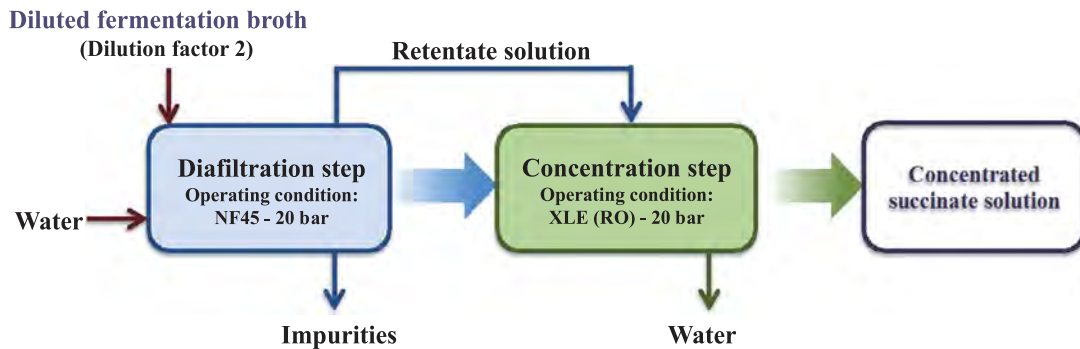 Diluted fermentation broth
(Dilution factor 2)
Retentate solution
Diafiltration step
Operating condition:
NF45 - 20 bar
Concentration step
Operating condition:
XLE (RO) - 20 bar
Concentrated
succinate solution
Water
Impurities
Water